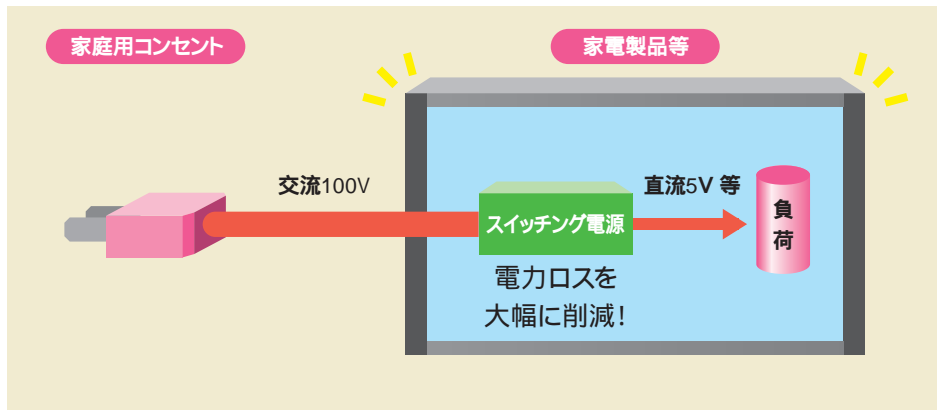 家庭用コンセント
家電製品等
交流100V
直流5V 等
スイッチング電源
負
荷
電力ロスを
大幅に削減!